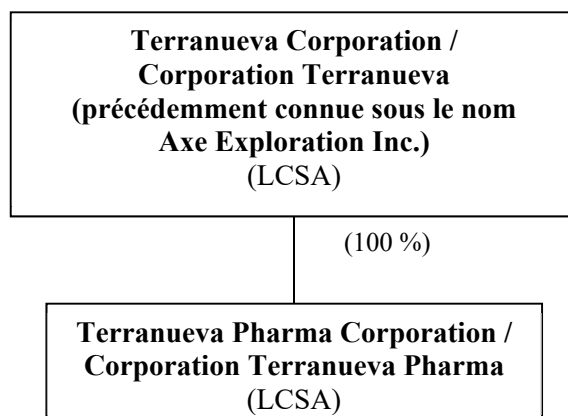 Terranueva Corporation /
Corporation Terranueva
(précédemment connue sous le nom
Axe Exploration Inc.)
(LCSA)
(100 %)
Terranueva Pharma Corporation /
Corporation Terranueva Pharma
(LCSA)